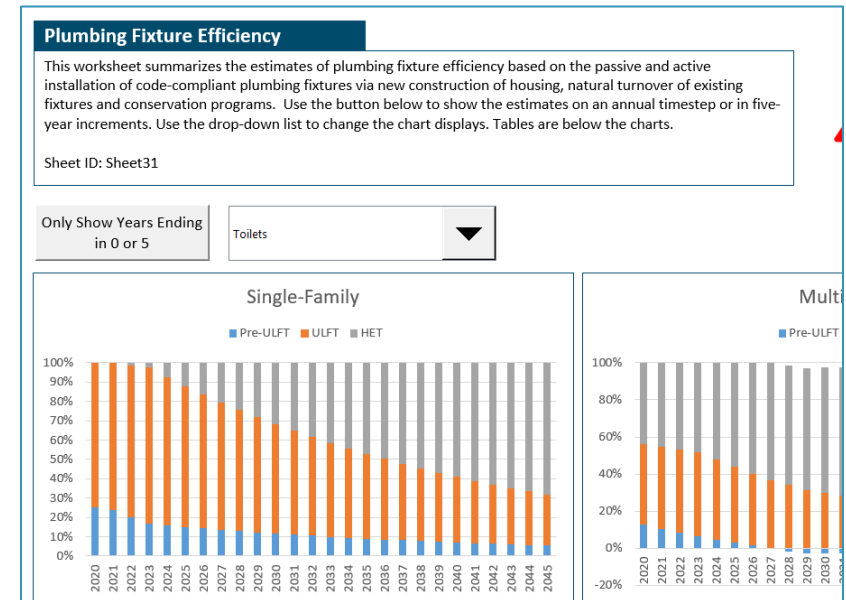 Plumbing Fixture Efficiency
This worksheet summarizes the estimates of plumbing fixture efficiency based on the passive and active
installation of code-compliant plumbing fixtures via new construction of housing, natural turnover of existing
fixtures and conservation programs.  Use the button below to show the estimates on an annual timestep or in five-
year increments. Use the drop-down list to change the chart displays. Tables are below the charts.
Sheet ID: Sheet31
Only Show Years Ending
in 0 or 5
Toilets
Single-Family
Pre-ULFT ULFT HET
100%
90%
80%
70%
60%
50%
40%
30%
20%
10%
0%
2020 2021 2022 2023 2024 2025 2026 2027 2028 2029 2030 2031 2032 2033 2034 2035 2036 2037 2038 2039 2040 2041 2042 2043 2044 2045
Multi
Pre-ULFT
100%
80%
60%
40%
20%
0%
-20%
2020 2021 2022 2023 2024 2025 2026 2027 2028 2029 2030